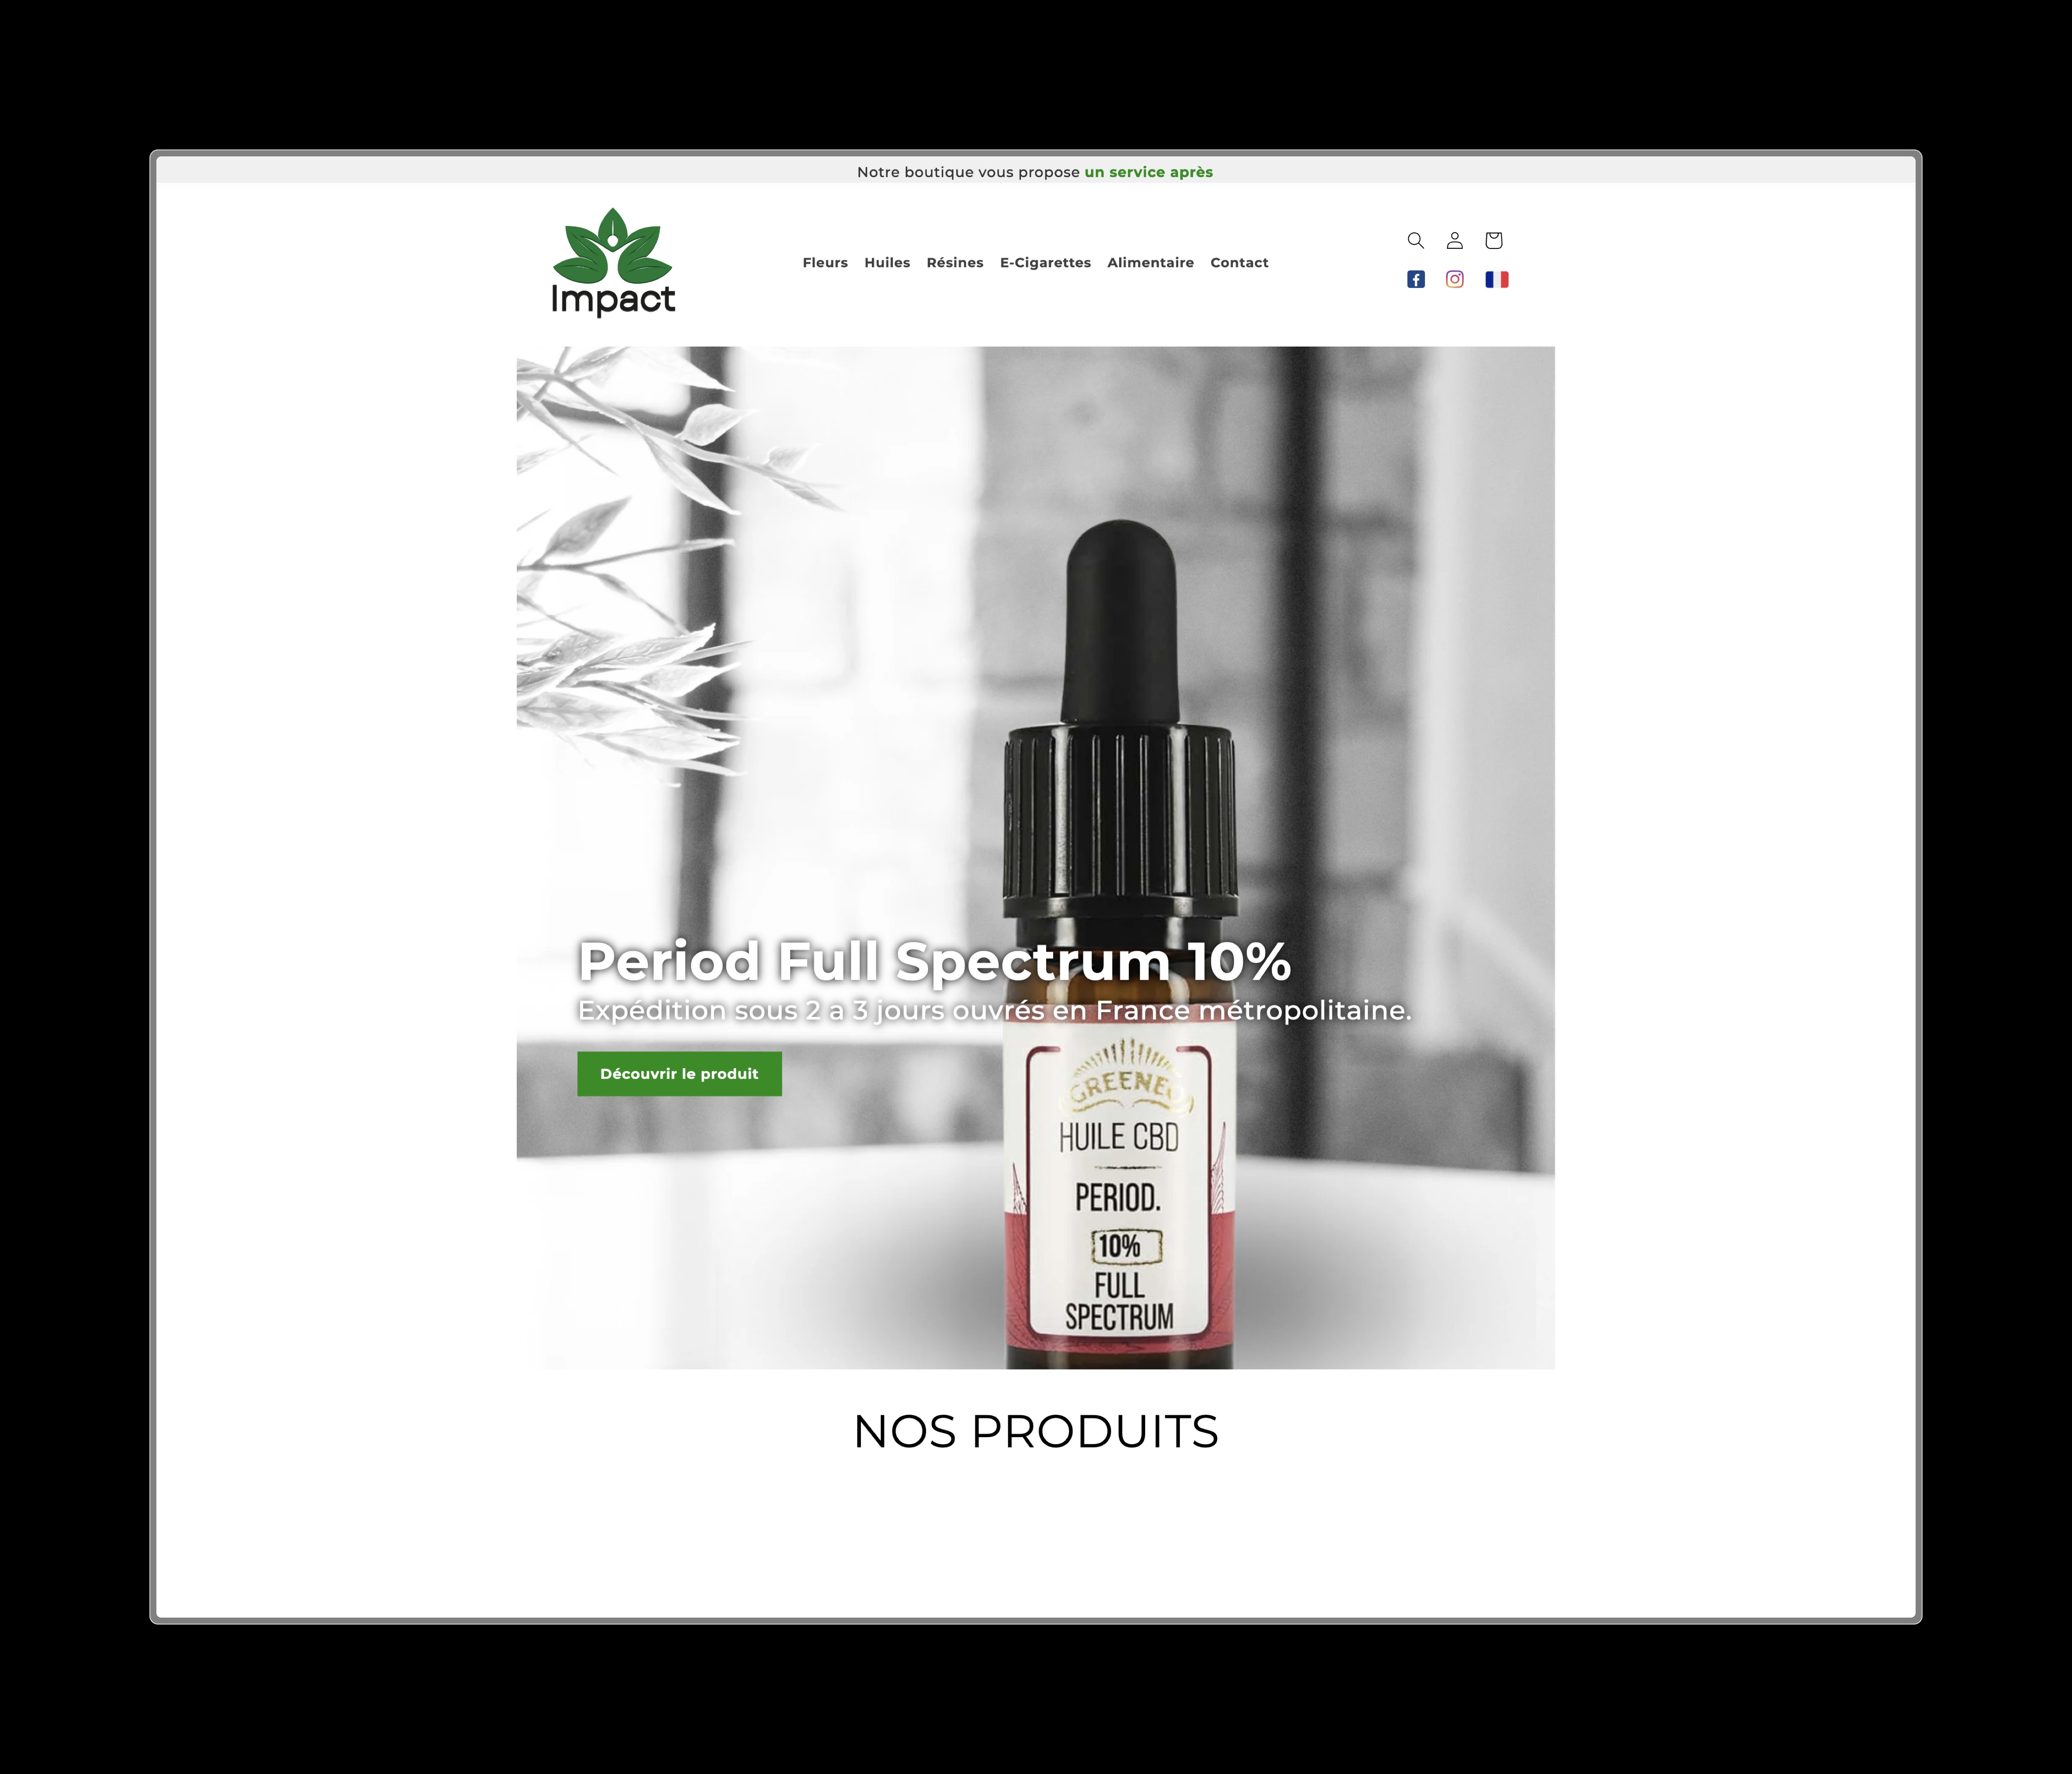 Notre boutique vous propose un service après
Impact
Fleurs Huiles Résines E-Cigarettes Alimentaire Contact
Period Full Spectrum 10%
Expédition sous 2 a 3 jours ouvrés en France métropolitaine.
Découvrir le produit
GREENEO
HUILE CBD
PERIOD.
10%
FULL
SPECTRUM
NOS PRODUITS